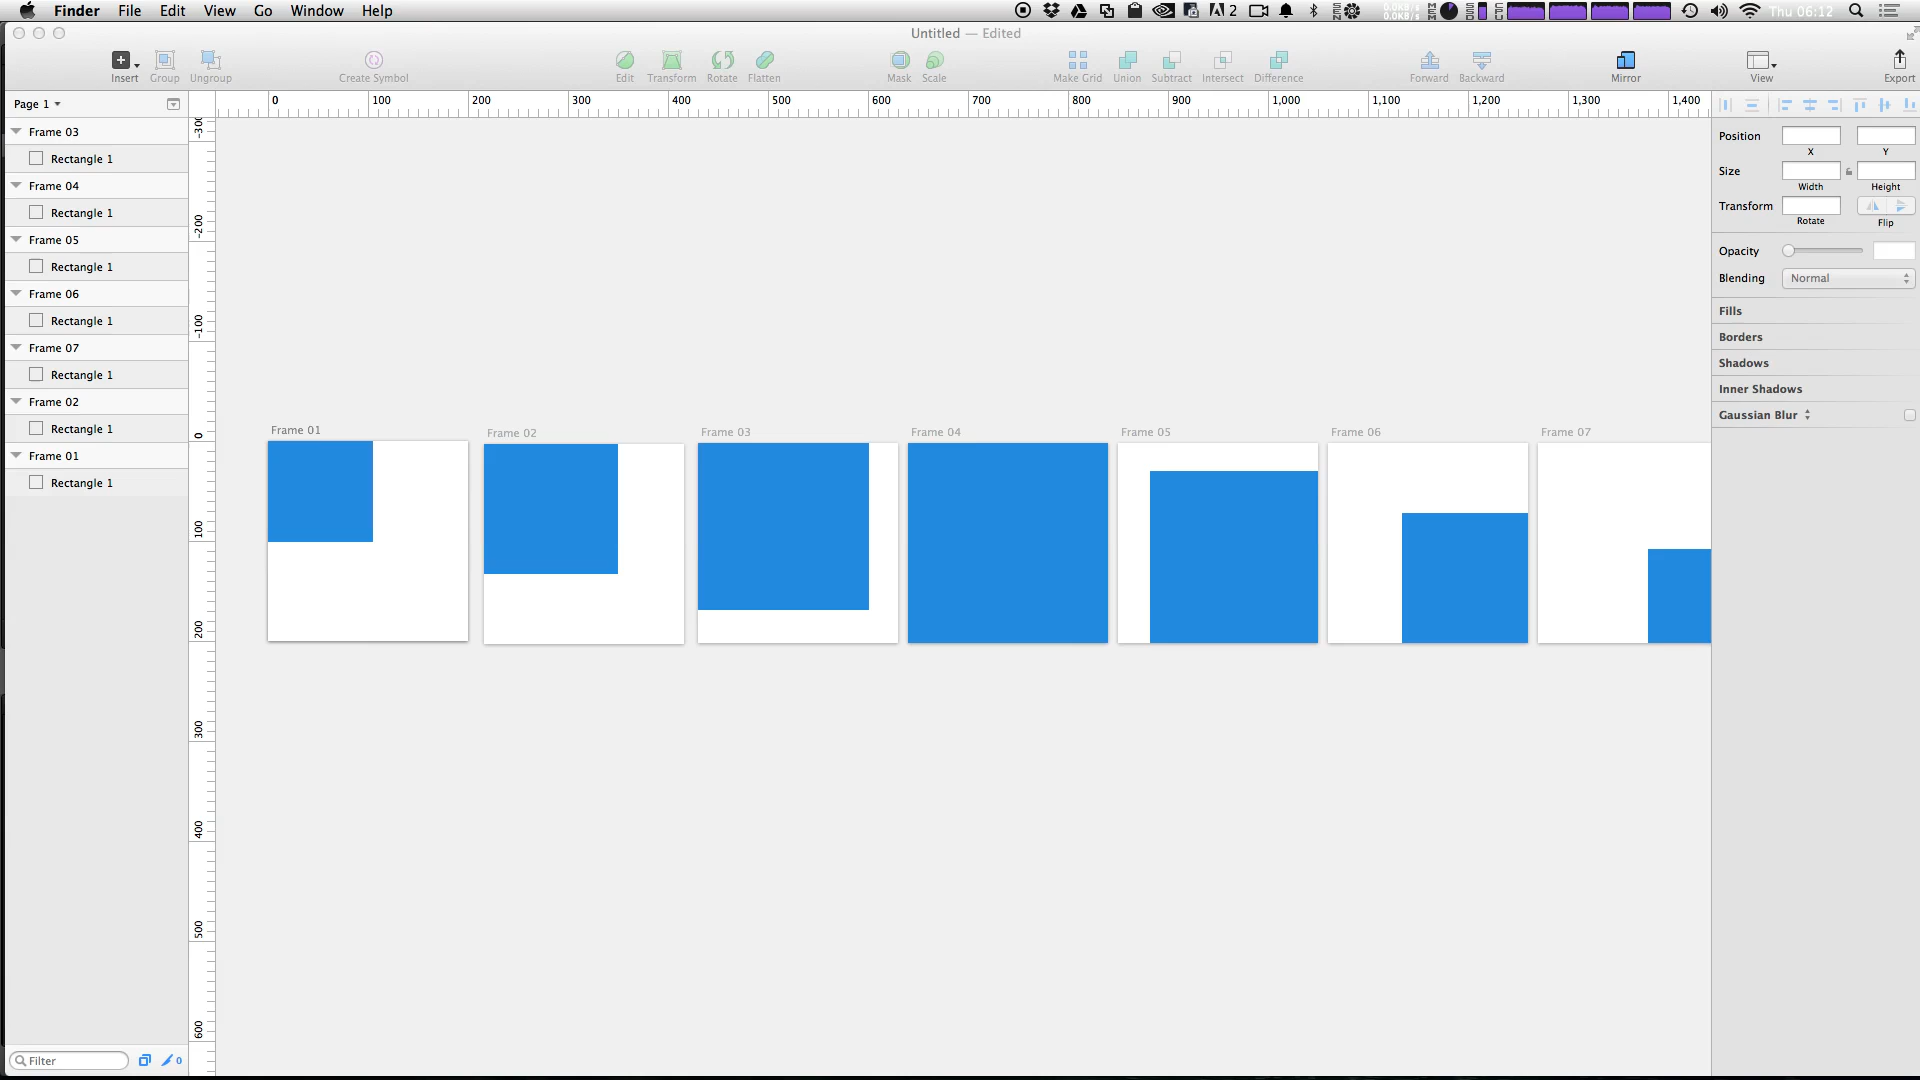 Finder File Edit View Go Window Help 2 Thu 06:12
Untitled — Edited
Insert Group Ungroup Create Symbol Edit Transform Rotate Flatten Mask Scale Make Grid Union Subtract Intersect Difference Forward Backward Mirror View Export
Page 1
0 100 200 300 400 500 600 700 800 900 1,000 1,100 1,200 1,300 1,400
-300
-200
-100
0
100
200
300
400
500
600
Frame 03
Rectangle 1
Frame 04
Rectangle 1
Frame 05
Rectangle 1
Frame 06
Rectangle 1
Frame 07
Rectangle 1
Frame 02
Rectangle 1
Frame 01
Rectangle 1
Filter
0
Frame 01 Frame 02 Frame 03 Frame 04 Frame 05 Frame 06 Frame 07
Position
X Y
Size
Width Height
Transform
Rotate Flip
Opacity
Blending Normal
Fills
Borders
Shadows
Inner Shadows
Gaussian Blur